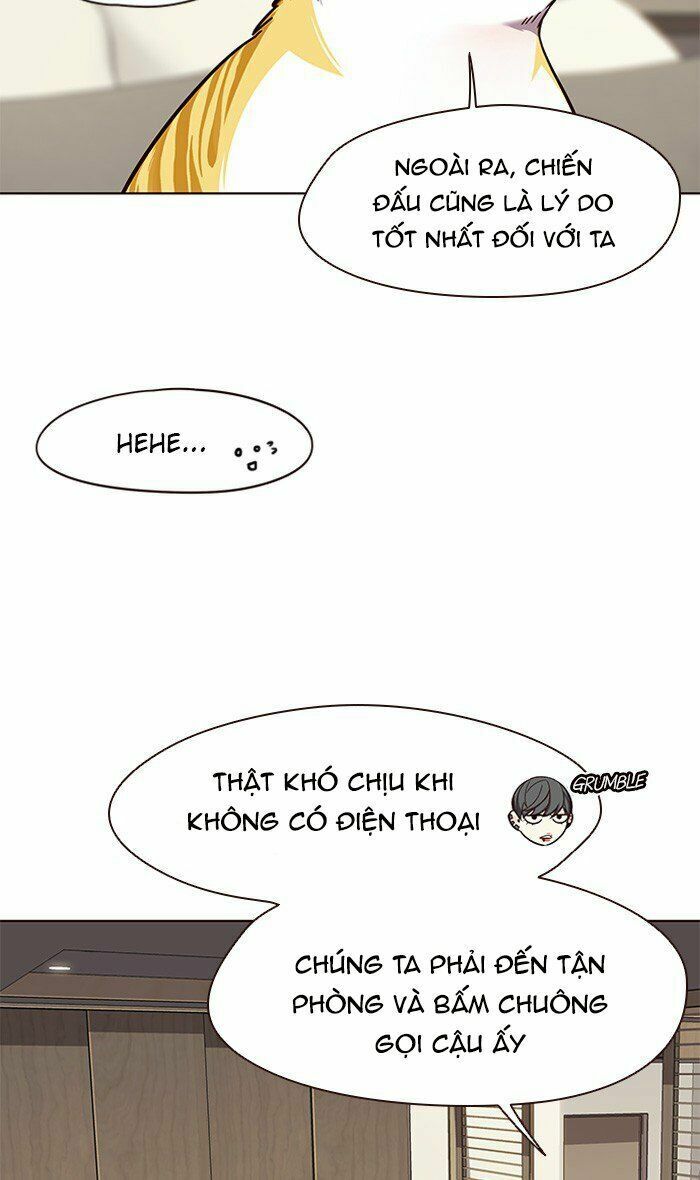 NGOÀI RA, CHIẾN
ĐẤU CŨNG LÀ LÝ DO
TỐT NHẤT ĐỐI VỚI TA
HEHE...
THẬT KHÓ CHỊU KHI
KHÔNG CÓ ĐIỆN THOẠI
GRUMBLE
CHÚNG TA PHẢI ĐẾN TẬN
PHÒNG VÀ BẤM CHUÔNG
GỌI CẬU ẤY